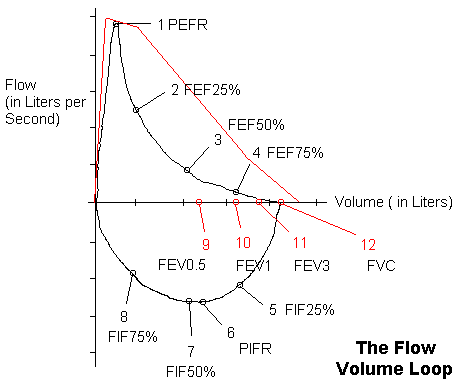 1 PEFR
Flow
(in Liters per
Second)
2 FEF25%
FEF50%
3
4 FEF75%
Volume ( in Liters)
9 10 11 12
FEV0.5 FEV1 FEV3 FVC
8
FIF75%
5 FIF25%
6
PIFR
7
FIF50%
The Flow
Volume Loop